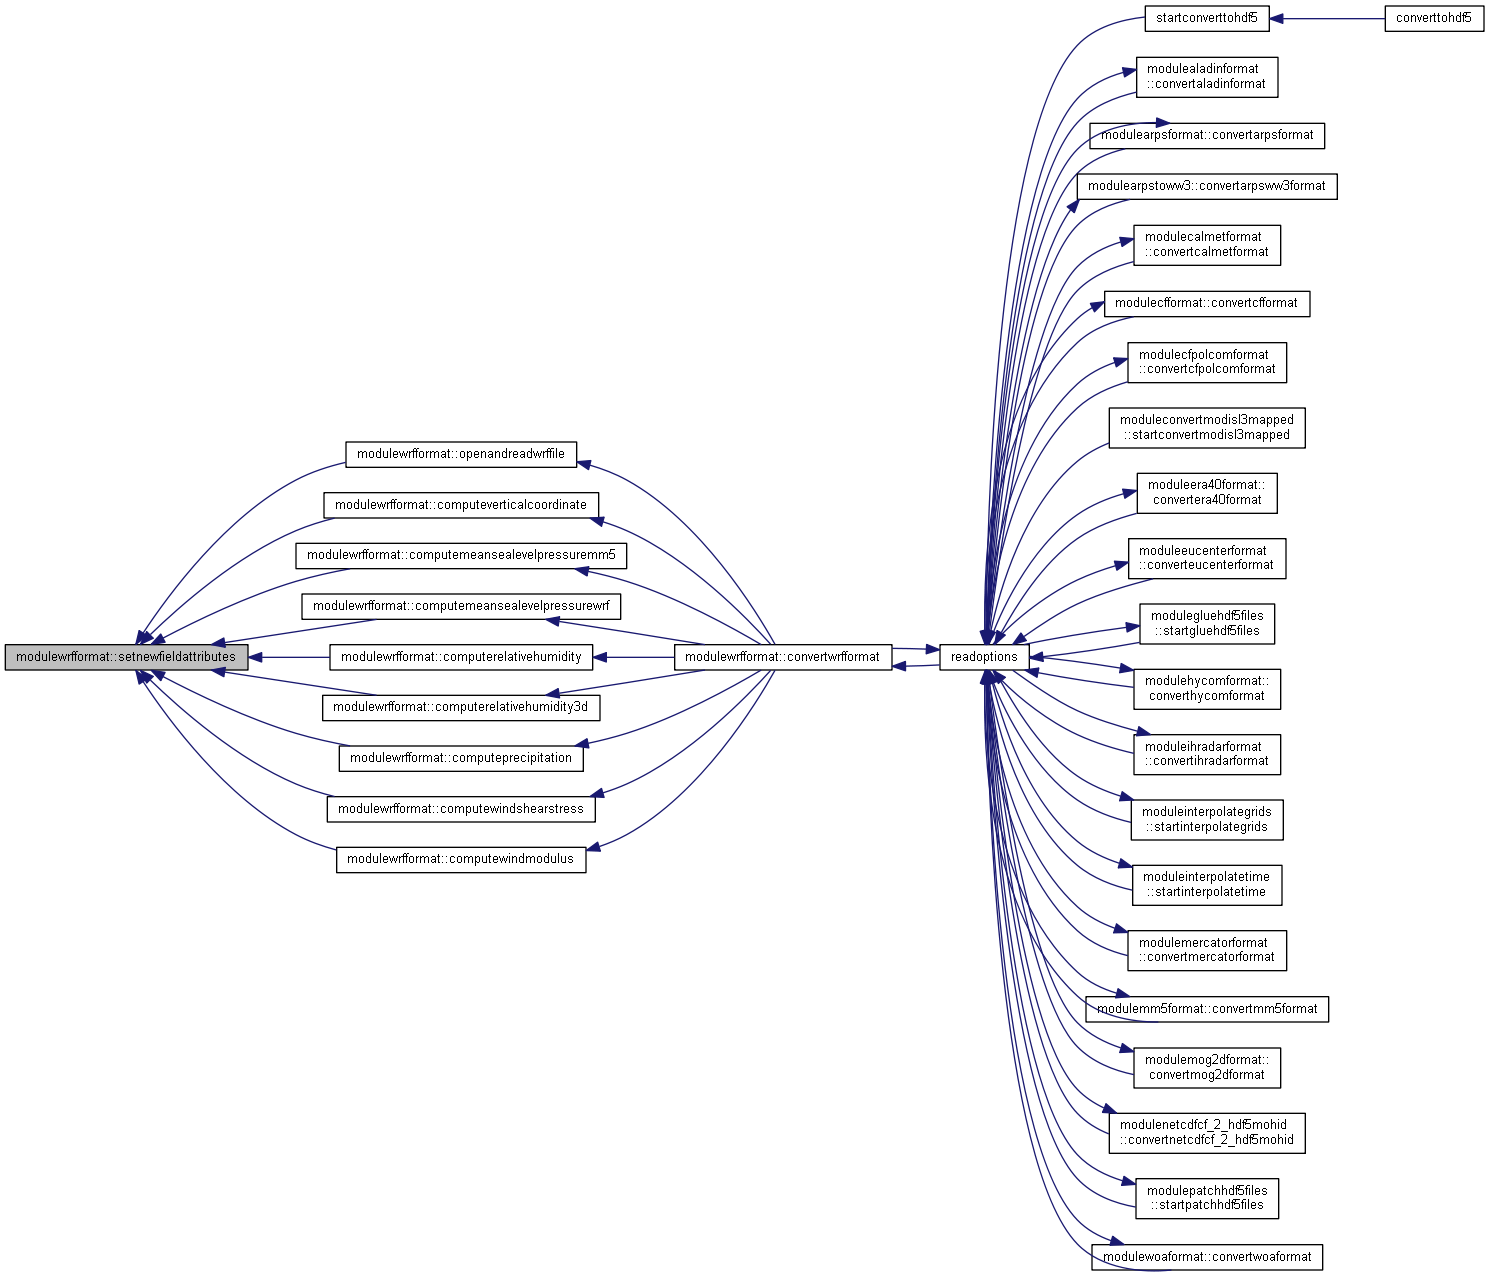 startconverttohdf5
converttohdf5
modulealadinformat
::convertaladinformat
modulearpsformat::convertarpsformat
modulearpstoww3::convertarpsww3format
modulecalmetformat
::convertcalmetformat
modulecfformat::convertcfformat
modulecfpolcomformat
::convertcfpolcomformat
moduleconvertmodisl3mapped
::startconvertmodisl3mapped
moduleera40format::
convertera40format
moduleeucenterformat
::converteucenterformat
modulegluehdf5files
::startgluehdf5files
modulehycomformat::
converthycomformat
moduleihradarformat
::convertihradarformat
moduleinterpolategrids
::startinterpolategrids
moduleinterpolatetime
::startinterpolatetime
modulemercatorformat
::convertmercatorformat
modulemm5format::convertmm5format
modulemog2dformat::
convertmog2dformat
modulenetcdfcf_2_hdf5mohid
::convertnetcdfcf_2_hdf5mohid
modulepatchhdf5files
::startpatchhdf5files
modulewoaformat::convertwoaformat
readoptions
modulewrfformat::convertwrfformat
modulewrfformat::openandreadwrffile
modulewrfformat::computeverticalcoordinate
modulewrfformat::computemeansealevelpressuremm5
modulewrfformat::computemeansealevelpressurewrf
modulewrfformat::computerelativehumidity
modulewrfformat::computerelativehumidity3d
modulewrfformat::computeprecipitation
modulewrfformat::computewindshearstress
modulewrfformat::computewindmodulus
modulewrfformat::setnewfieldattributes